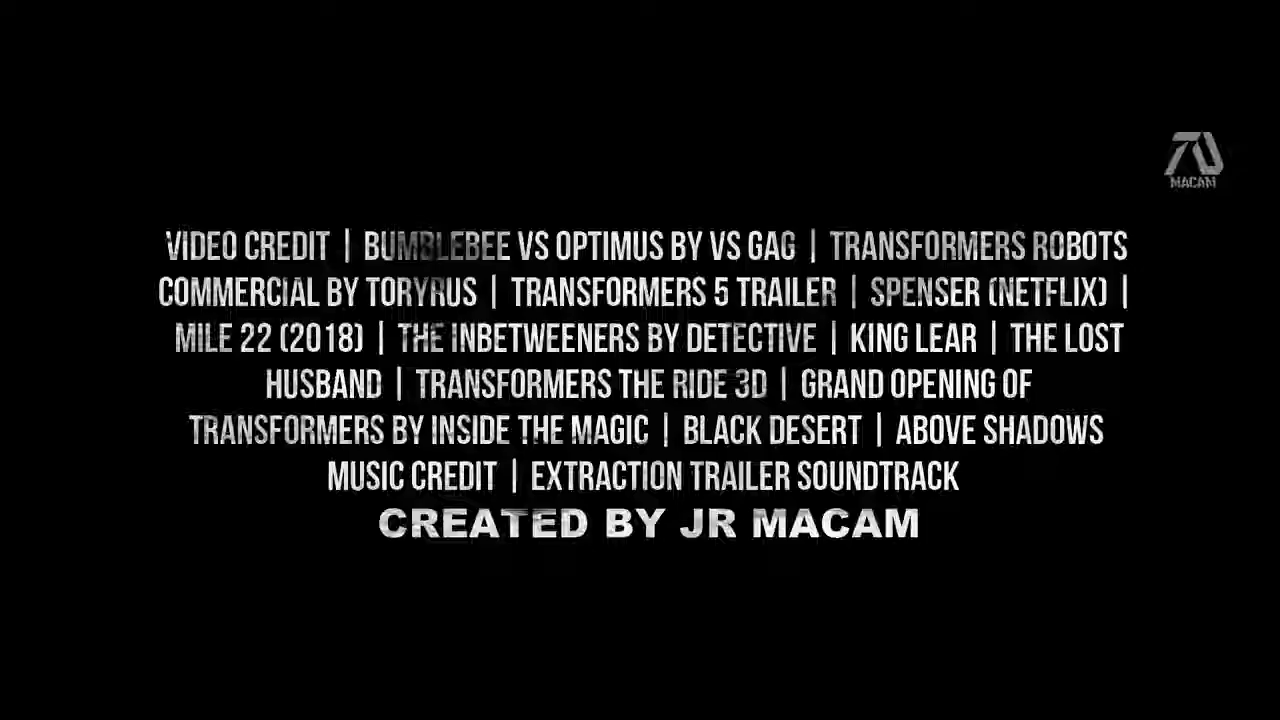 MACAM
VIDEO CREDIT | BUMBLEBEE VS OPTIMUS BY VS GAG | TRANSFORMERS ROBOTS
COMMERCIAL BY TORYRUS | TRANSFORMERS 5 TRAILER | SPENSER (NETFLIX) |
MILE 22 (2018) | THE INBETWEENERS BY DETECTIVE | KING LEAR | THE LOST
HUSBAND | TRANSFORMERS THE RIDE 3D | GRAND OPENING OF
TRANSFORMERS BY INSIDE THE MAGIC | BLACK DESERT | ABOVE SHADOWS
MUSIC CREDIT | EXTRACTION TRAILER SOUNDTRACK
CREATED BY JR MACAM